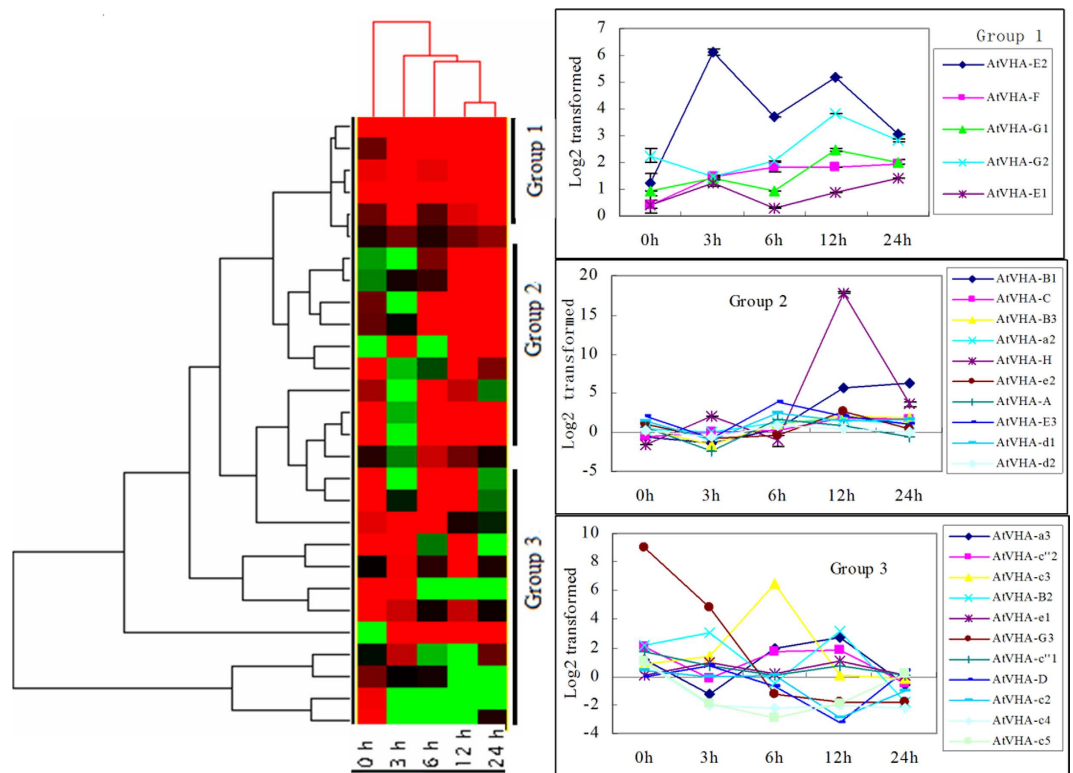 Group 1
Group 2
Group 3
0 h
3 h
6 h
12 h
24 h
Group 1
Log2 transformed
7
6
5
4
3
2
1
0
0h 3h 6h 12h 24h
AtVHA-E2
AtVHA-F
AtVHA-G1
AtVHA-G2
AtVHA-E1
Group 2
Log2 transformed
20
15
10
5
0
-5
0h 3h 6h 12h 24h
AtVHA-B1
AtVHA-C
AtVHA-B3
AtVHA-a2
AtVHA-H
AtVHA-e2
AtVHA-A
AtVHA-E3
AtVHA-d1
AtVHA-d2
Group 3
Log2 transformed
10
8
6
4
2
0
-2
-4
0h 3h 6h 12h 24h
AtVHA-a3
AtVHA-c"2
AtVHA-c3
AtVHA-B2
AtVHA-e1
AtVHA-G3
AtVHA-c"1
AtVHA-D
AtVHA-c2
AtVHA-c4
AtVHA-c5